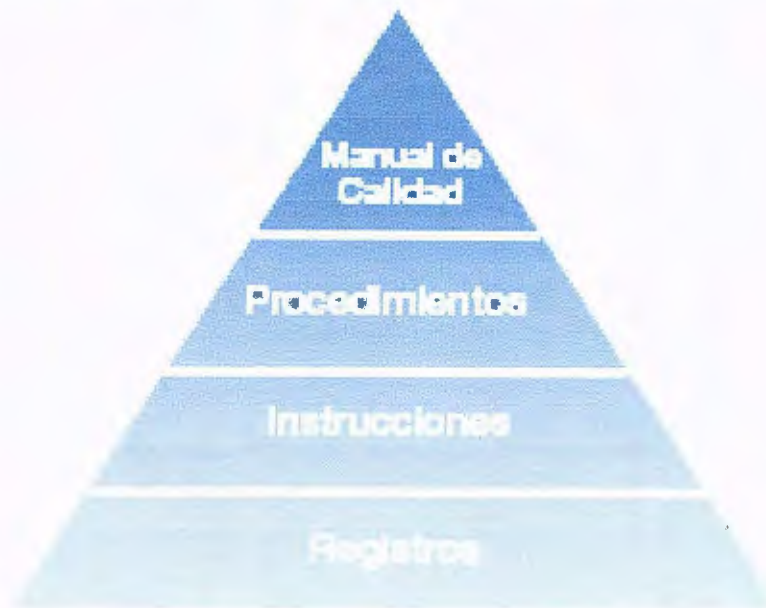 Manual de
Calidad
Procedimientos
Instrucciones
Registros